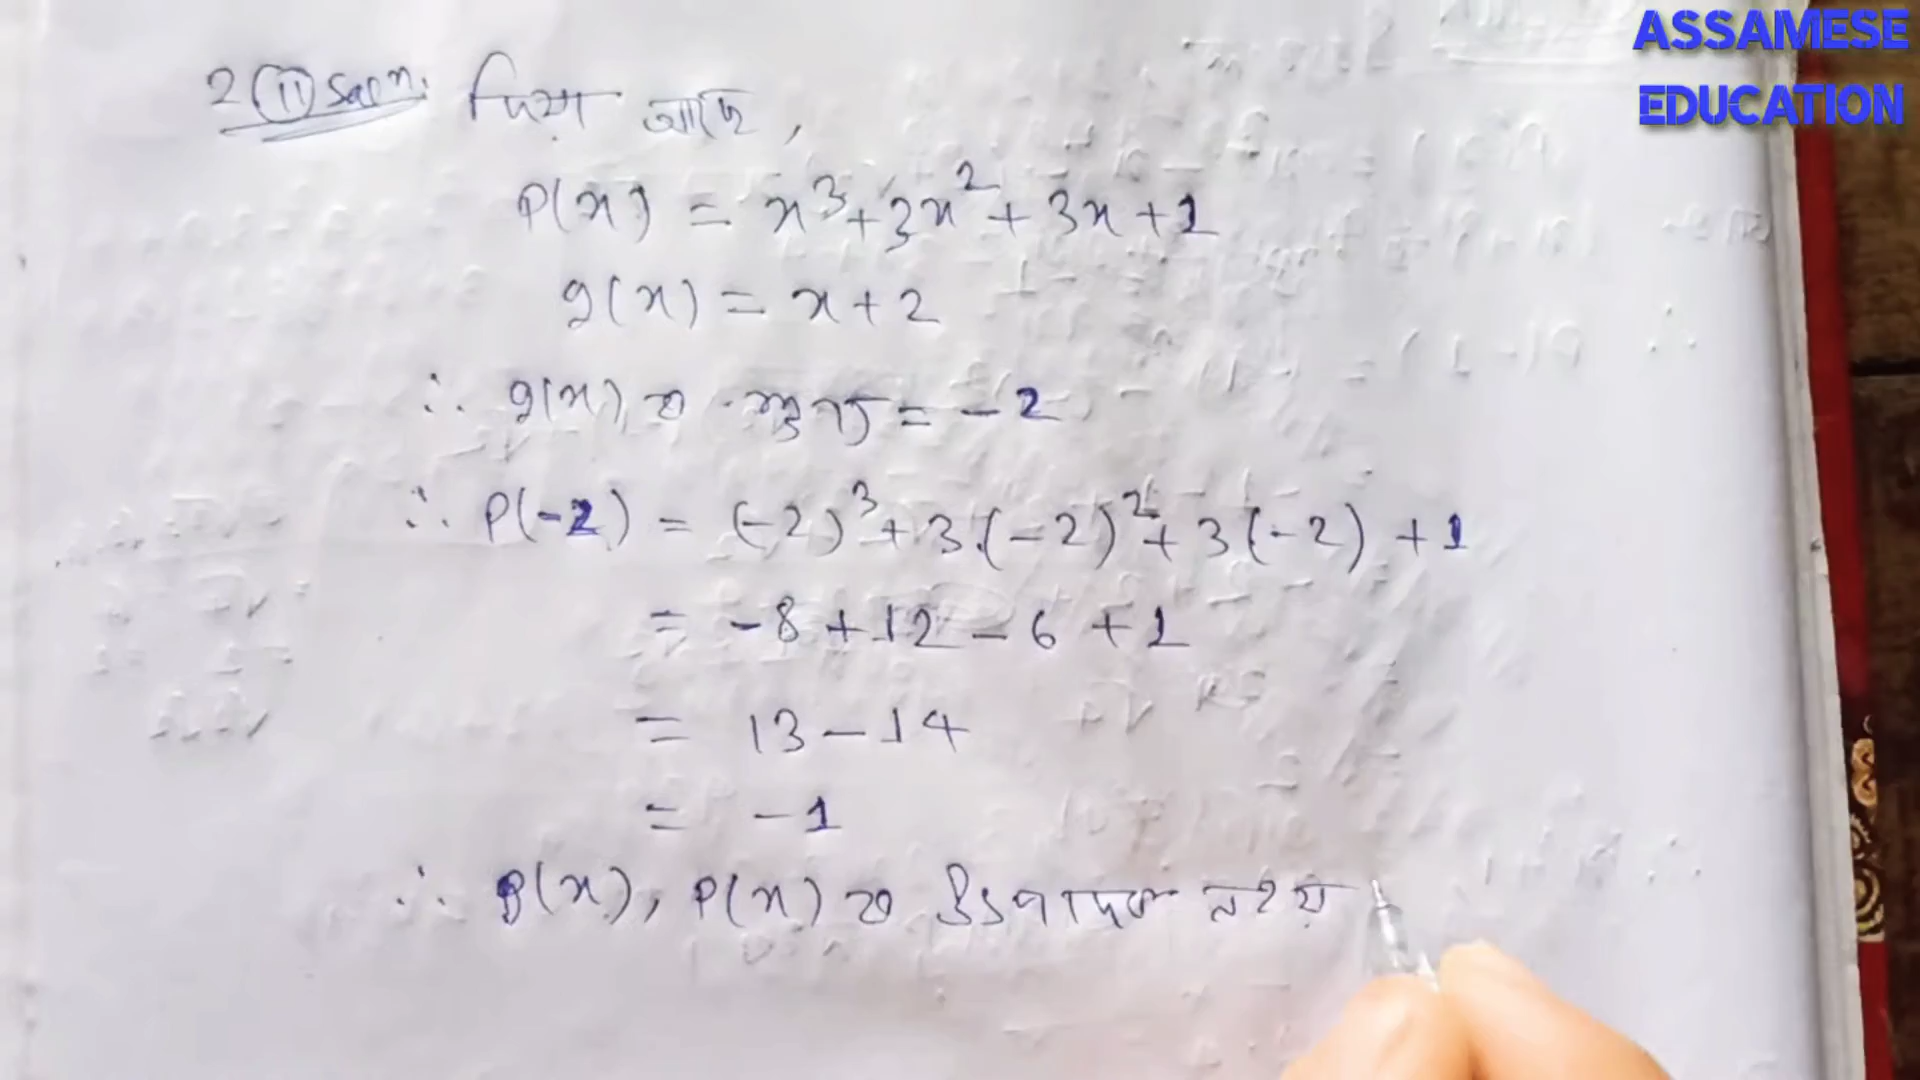 ASSAMESE
EDUCATION
2 (ii) Soln. দিয়া আছে,
P(x) = x³ + 3x² + 3x + 1
g(x) = x + 2
∴ g(x) ৰ শূন্য = -2
∴ P(-2) = (-2)³ + 3.(-2)² + 3(-2) + 1
= -8 + 12 - 6 + 1
= 13 - 14
= -1
∴ g(x), P(x) ৰ উৎপাদক নহয়